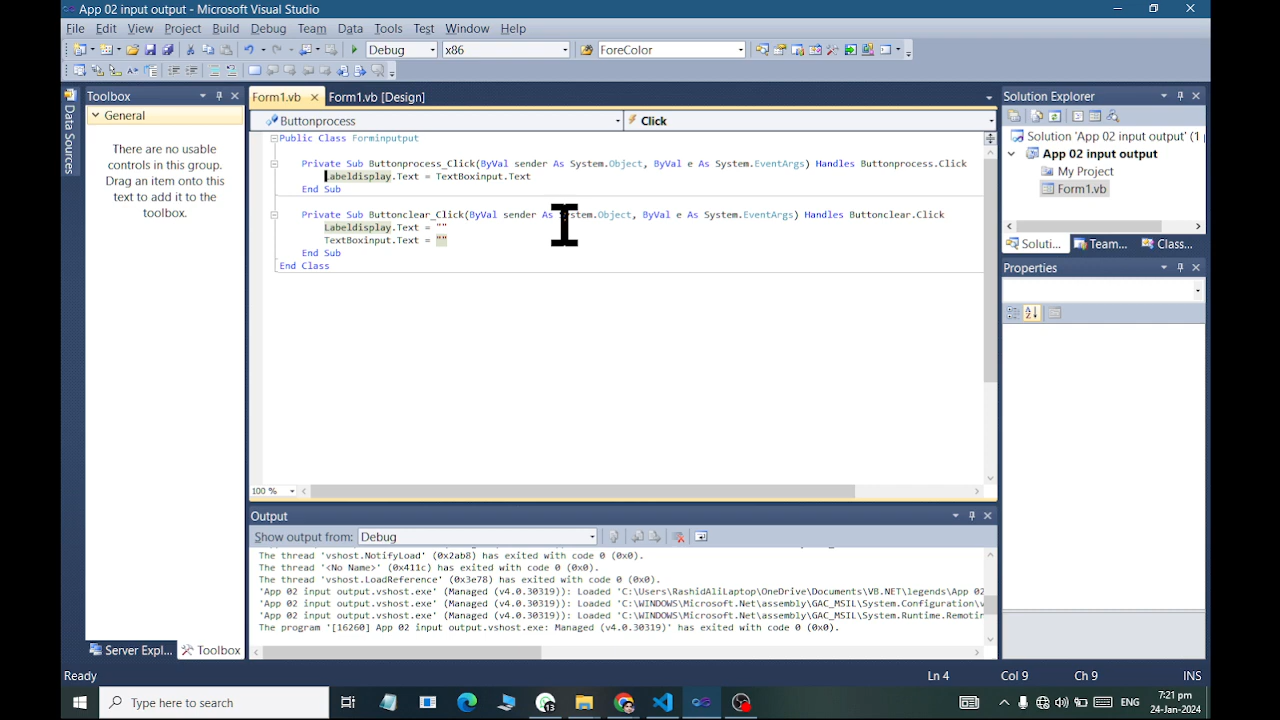 App 02 input output - Microsoft Visual Studio
File Edit View Project Build Debug Team Data Tools Test Window Help
Debug x86 ForeColor
Toolbox
General
There are no usable
controls in this group.
Drag an item onto this
text to add it to the
toolbox.
Data Sources
Server Expl... Toolbox
Form1.vb Form1.vb [Design]
Buttonprocess Click
Public Class Forminputput
Private Sub Buttonprocess_Click(ByVal sender As System.Object, ByVal e As System.EventArgs) Handles Buttonprocess.Click
Labeldisplay.Text = TextBoxinput.Text
End Sub
Private Sub Buttonclear_Click(ByVal sender As System.Object, ByVal e As System.EventArgs) Handles Buttonclear.Click
Labeldisplay.Text = ""
TextBoxinput.Text = ""
End Sub
End Class
100 %
Output
Show output from: Debug
The thread 'vshost.NotifyLoad' (0x2ab8) has exited with code 0 (0x0).
The thread '<No Name>' (0x411c) has exited with code 0 (0x0).
The thread 'vshost.LoadReference' (0x3e78) has exited with code 0 (0x0).
'App 02 input output.vshost.exe' (Managed (v4.0.30319)): Loaded 'C:\Users\RashidAliLaptop\OneDrive\Documents\VB.NET\legends\App 02
'App 02 input output.vshost.exe' (Managed (v4.0.30319)): Loaded 'C:\WINDOWS\Microsoft.Net\assembly\GAC_MSIL\System.Configuration\v
'App 02 input output.vshost.exe' (Managed (v4.0.30319)): Loaded 'C:\WINDOWS\Microsoft.Net\assembly\GAC_MSIL\System.Runtime.Remotin
The program '[16260] App 02 input output.vshost.exe: Managed (v4.0.30319)' has exited with code 0 (0x0).
Solution Explorer
Solution 'App 02 input output' (1 p
App 02 input output
My Project
Form1.vb
Soluti... Team... Class...
Properties
Ready Ln 4 Col 9 Ch 9 INS
Type here to search
ENG
7:21 pm
24-Jan-2024